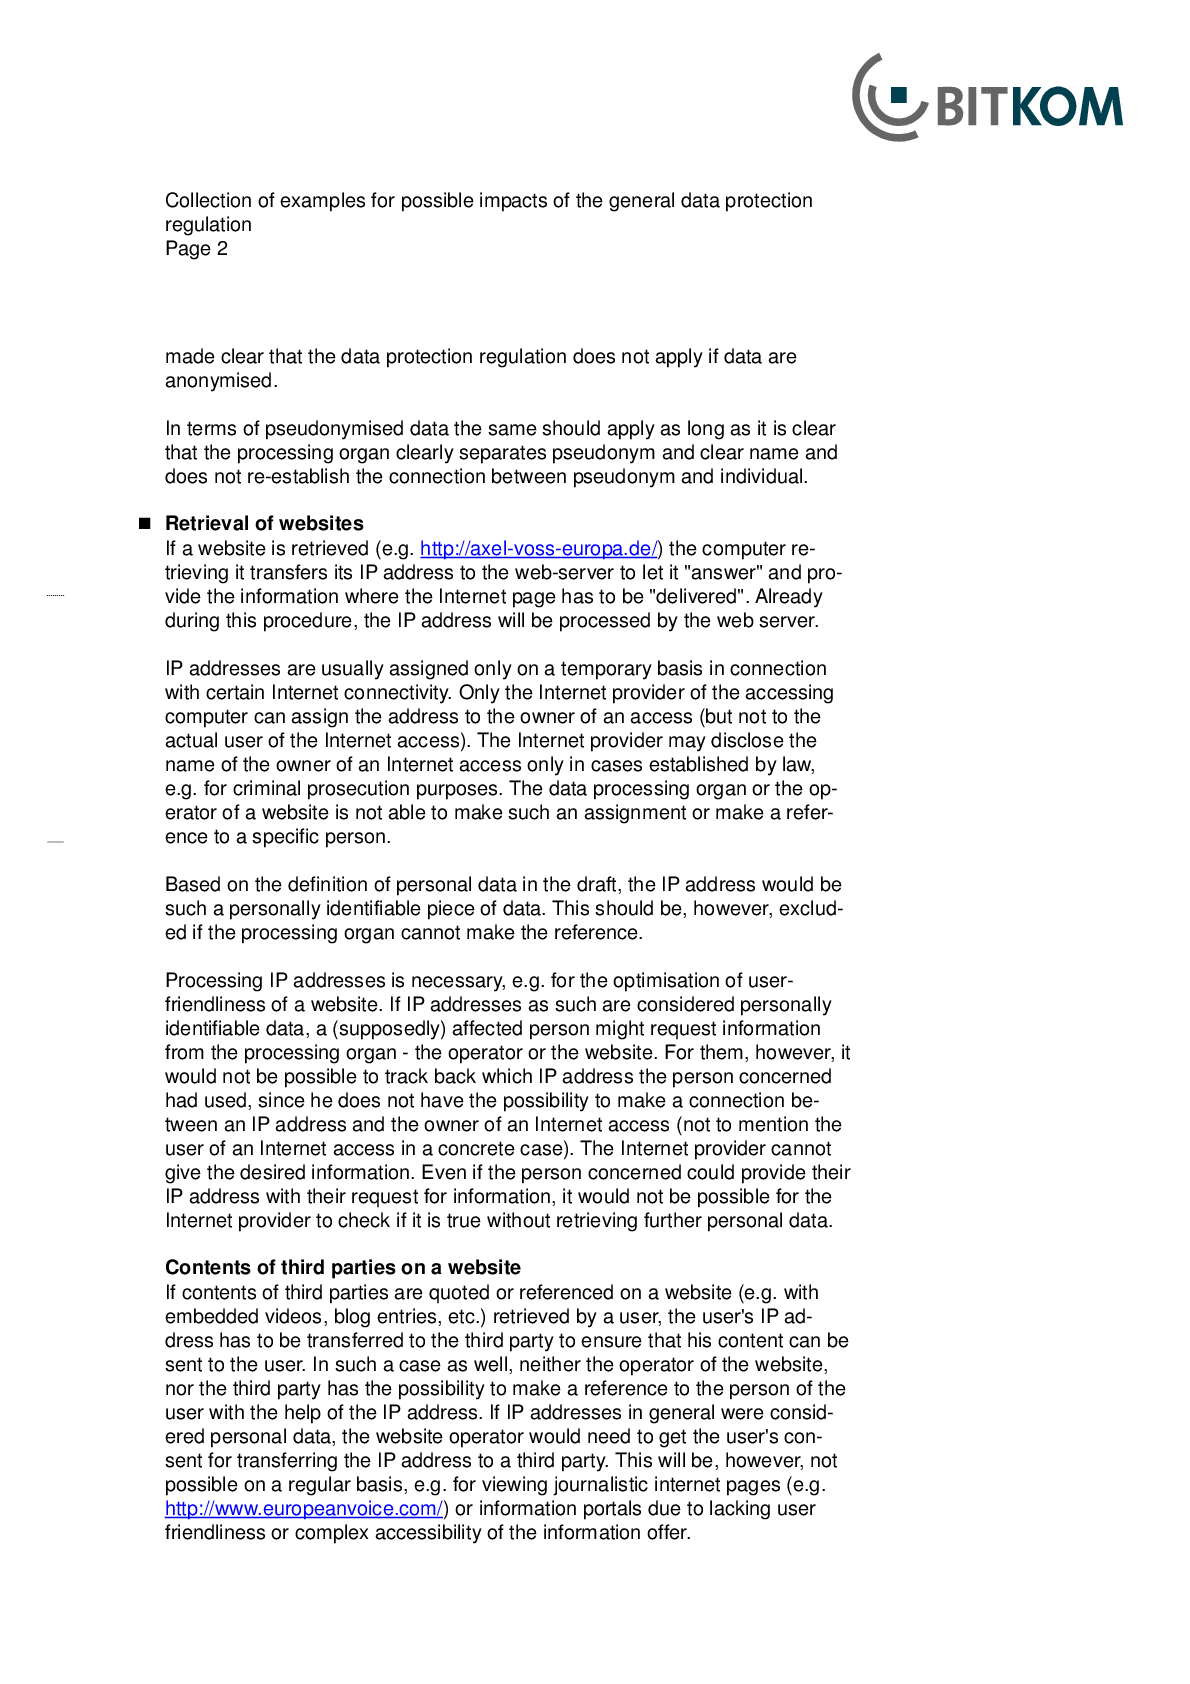 BITKOM
Collection of examples for possible impacts of the general data protection
regulation
Page 2
made clear that the data protection regulation does not apply if data are
anonymised.
In terms of pseudonymised data the same should apply as long as it is clear
that the processing organ clearly separates pseudonym and clear name and
does not re-establish the connection between pseudonym and individual.
■ Retrieval of websites
If a website is retrieved (e.g. http://axel-voss-europa.de/) the computer re-
trieving it transfers its IP address to the web-server to let it "answer" and pro-
vide the information where the Internet page has to be "delivered". Already
during this procedure, the IP address will be processed by the web server.
IP addresses are usually assigned only on a temporary basis in connection
with certain Internet connectivity. Only the Internet provider of the accessing
computer can assign the address to the owner of an access (but not to the
actual user of the Internet access). The Internet provider may disclose the
name of the owner of an Internet access only in cases established by law,
e.g. for criminal prosecution purposes. The data processing organ or the op-
erator of a website is not able to make such an assignment or make a refer-
ence to a specific person.
Based on the definition of personal data in the draft, the IP address would be
such a personally identifiable piece of data. This should be, however, exclud-
ed if the processing organ cannot make the reference.
Processing IP addresses is necessary, e.g. for the optimisation of user-
friendliness of a website. If IP addresses as such are considered personally
identifiable data, a (supposedly) affected person might request information
from the processing organ - the operator or the website. For them, however, it
would not be possible to track back which IP address the person concerned
had used, since he does not have the possibility to make a connection be-
tween an IP address and the owner of an Internet access (not to mention the
user of an Internet access in a concrete case). The Internet provider cannot
give the desired information. Even if the person concerned could provide their
IP address with their request for information, it would not be possible for the
Internet provider to check if it is true without retrieving further personal data.
Contents of third parties on a website
If contents of third parties are quoted or referenced on a website (e.g. with
embedded videos, blog entries, etc.) retrieved by a user, the user's IP ad-
dress has to be transferred to the third party to ensure that his content can be
sent to the user. In such a case as well, neither the operator of the website,
nor the third party has the possibility to make a reference to the person of the
user with the help of the IP address. If IP addresses in general were consid-
ered personal data, the website operator would need to get the user's con-
sent for transferring the IP address to a third party. This will be, however, not
possible on a regular basis, e.g. for viewing journalistic internet pages (e.g.
http://www.europeanvoice.com/) or information portals due to lacking user
friendliness or complex accessibility of the information offer.